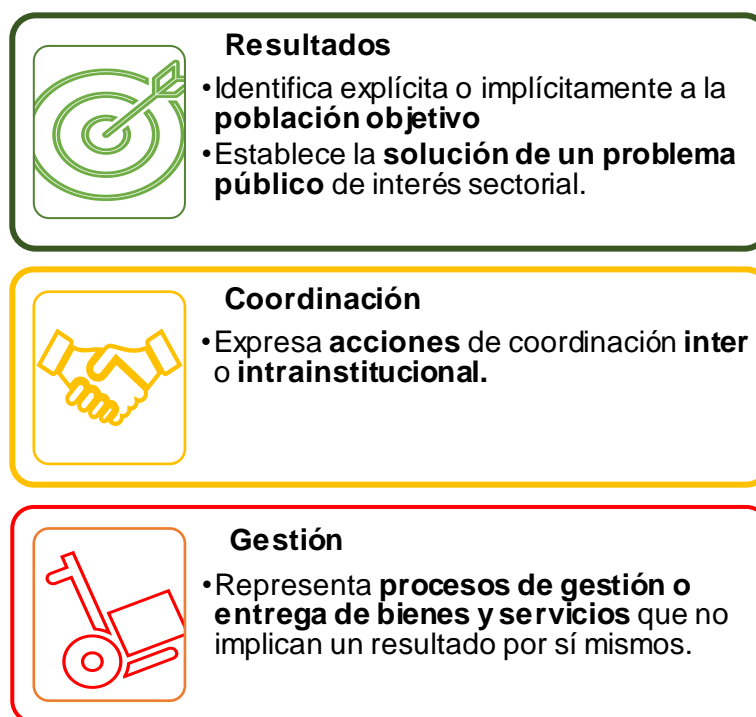 Resultados
•Identifica explícita o implícitamente a la
población objetivo
•Establece la solución de un problema
público de interés sectorial.
Coordinación
•Expresa acciones de coordinación inter
o intrainstitucional.
Gestión
•Representa procesos de gestión o
entrega de bienes y servicios que no
implican un resultado por sí mismos.